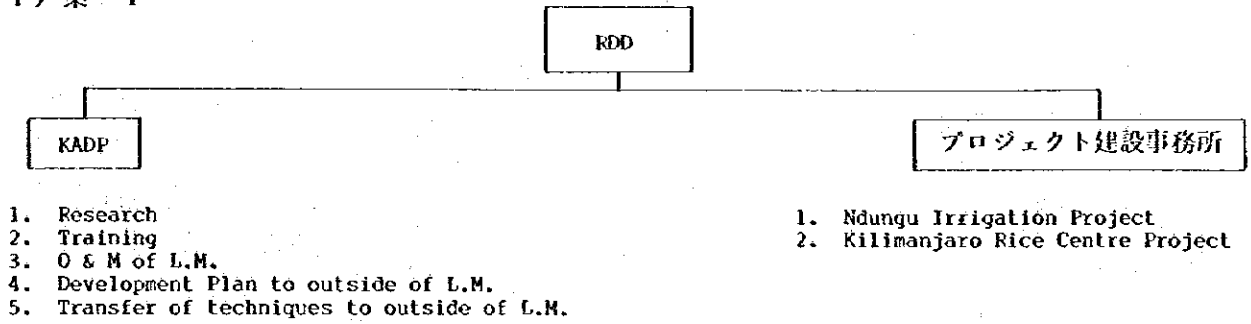 RDD
KADP
プロジェクト建設事務所
1. Research
2. Training
3. O & M of L.M.
4. Development Plan to outside of L.M.
5. Transfer of techniques to outside of L.M.
1. Ndungu Irrigation Project
2. Kilimanjaro Rice Centre Project